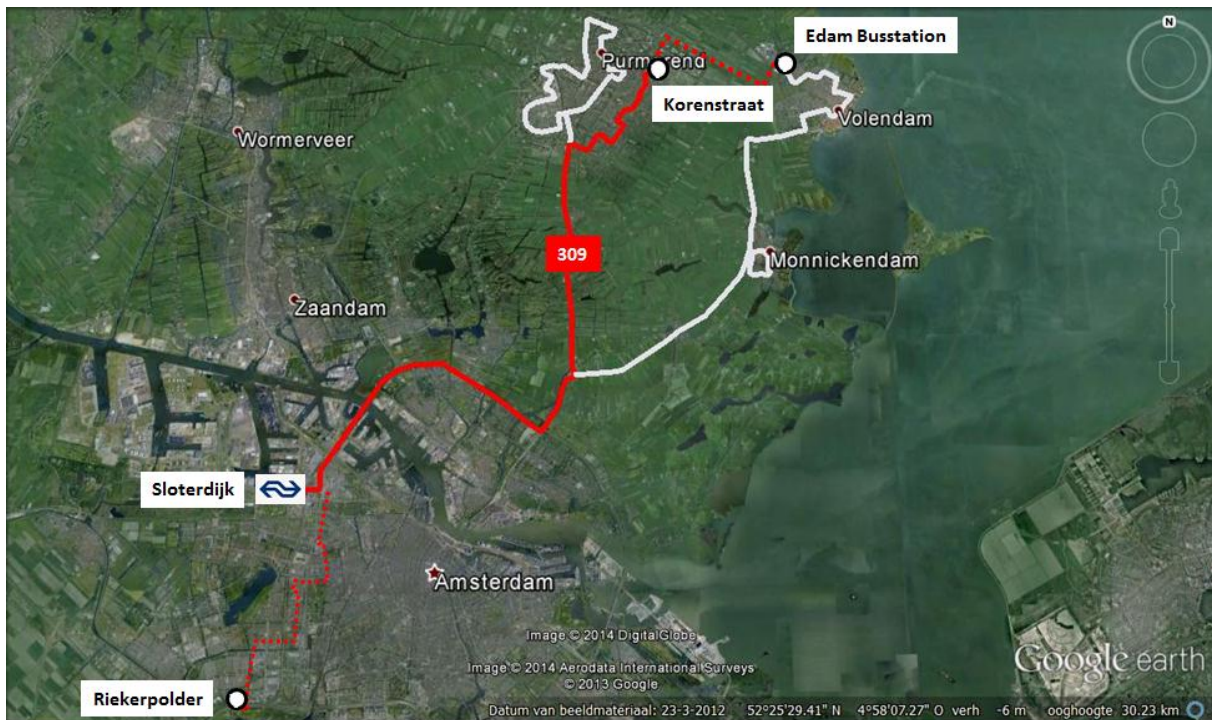 N
Edam Busstation
Purmerend
Korenstraat
Volendam
Wormerveer
309
Monnickendam
Zaandam
Sloterdijk
Amsterdam
Image © 2014 DigitalGlobe
Image © 2014 Aerodata International Surveys
© 2013 Google
Google earth
Riekerpolder
Datum van beeldmateriaal: 23-3-2012 52°25'29.41" N 4°58'07.27" O verh -6 m ooghoogte 30.23 km